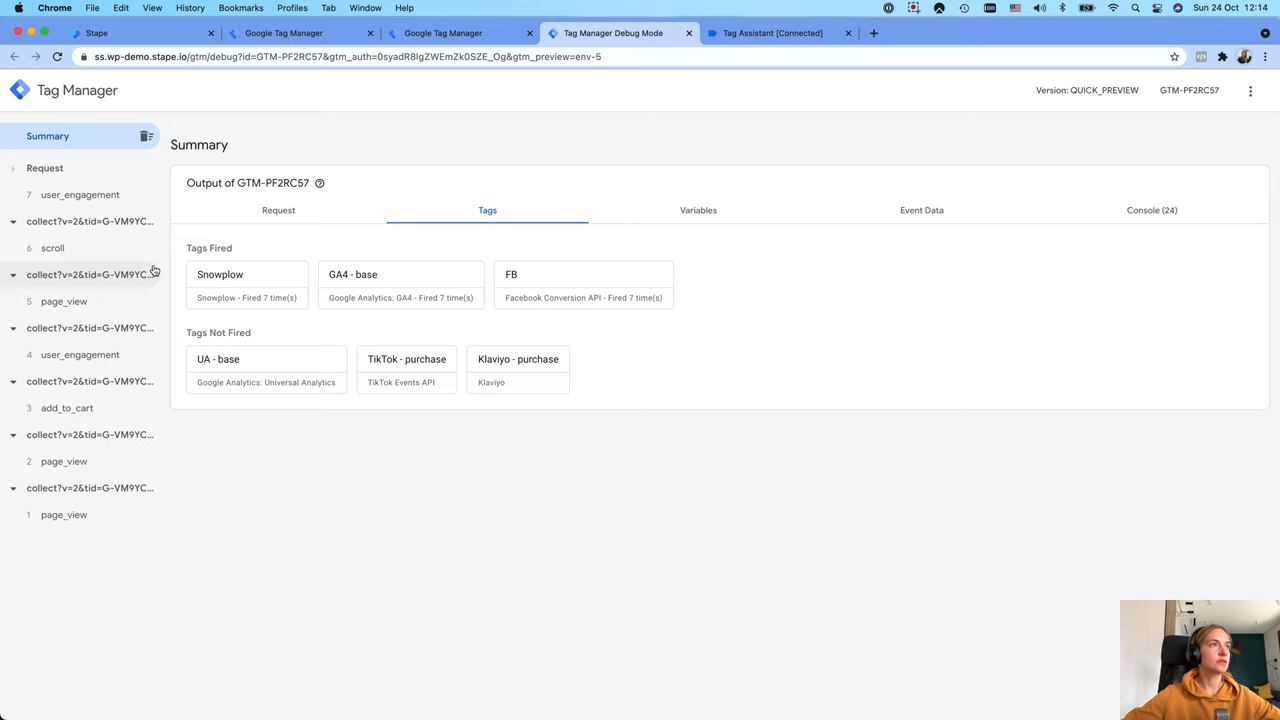 Chrome File Edit View History Bookmarks Profiles Tab Window Help Sun 24 Oct 12:14
Stape Google Tag Manager Google Tag Manager Tag Manager Debug Mode Tag Assistant [Connected]
ss.wp-demo.stape.io/gtm/debug?id=GTM-PF2RC57&gtm_auth=0syadR8lgZWEmZk0SZE_Og&gtm_preview=env-5
Tag Manager Version: QUICK_PREVIEW GTM-PF2RC57
Summary
Request
7 user_engagement
collect?v=2&tid=G-VM9YC...
6 scroll
collect?v=2&tid=G-VM9YC...
5 page_view
collect?v=2&tid=G-VM9YC...
4 user_engagement
collect?v=2&tid=G-VM9YC...
3 add_to_cart
collect?v=2&tid=G-VM9YC...
2 page_view
collect?v=2&tid=G-VM9YC...
1 page_view
Summary
Output of GTM-PF2RC57
Request Tags Variables Event Data Console (24)
Tags Fired
Snowplow GA4 - base FB
Snowplow - Fired 7 time(s) Google Analytics: GA4 - Fired 7 time(s) Facebook Conversion API - Fired 7 time(s)
Tags Not Fired
UA - base TikTok - purchase Klaviyo - purchase
Google Analytics: Universal Analytics TikTok Events API Klaviyo